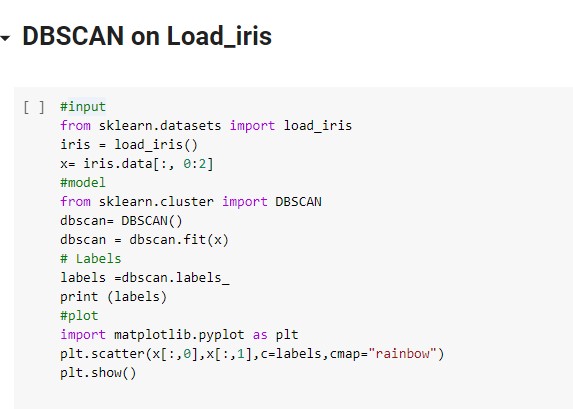 DBSCAN on Load_iris
[ ] #input
from sklearn.datasets import load_iris
iris = load_iris()
x= iris.data[:, 0:2]
#model
from sklearn.cluster import DBSCAN
dbscan= DBSCAN()
dbscan = dbscan.fit(x)
# Labels
labels =dbscan.labels_
print (labels)
#plot
import matplotlib.pyplot as plt
plt.scatter(x[:,0],x[:,1],c=labels,cmap="rainbow")
plt.show()